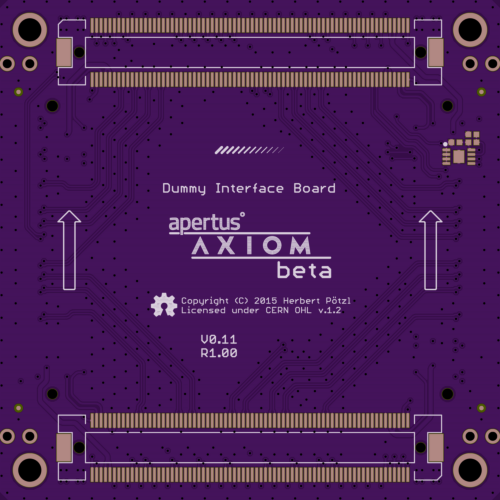 Dummy Interface Board
apertus°
AXIOM
beta
Copyright (C) 2015 Herbert Pötzl
Licensed under CERN OHL v.1.2
V0.11
R1.00